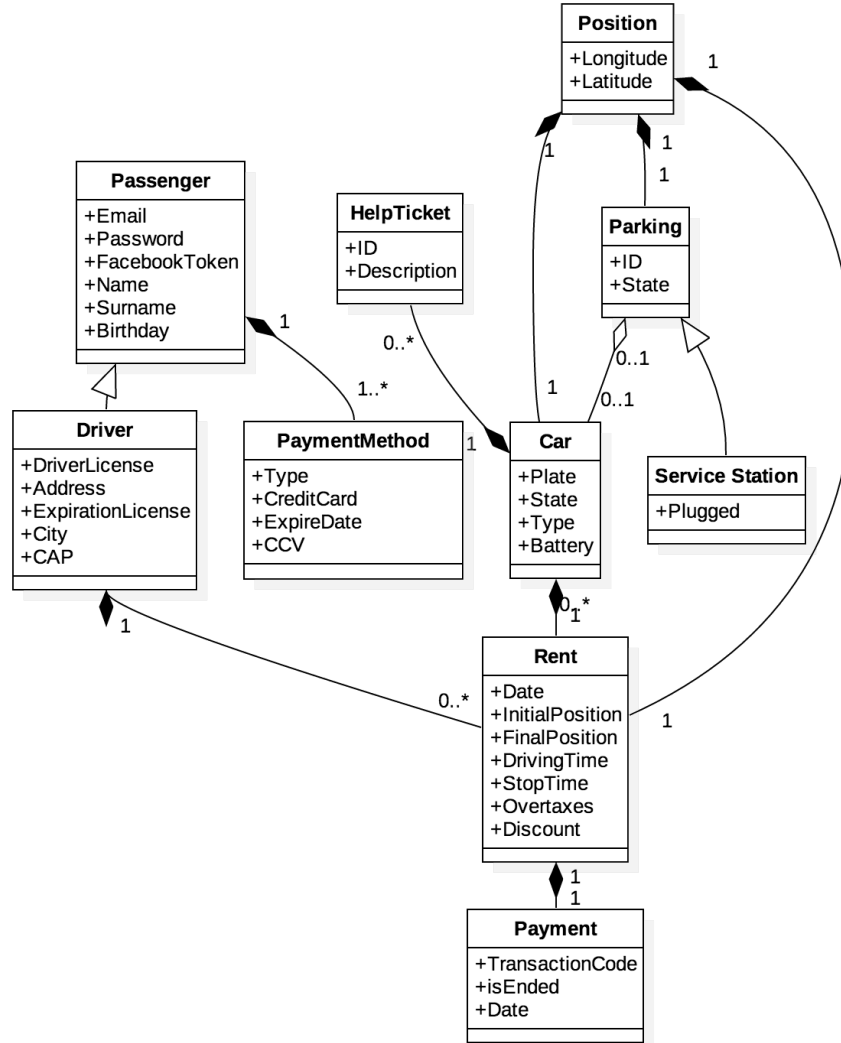 Position
+Longitude
+Latitude
1
1
1
1
Passenger
+Email
+Password
+FacebookToken
+Name
+Surname
+Birthday
1
1..*
HelpTicket
+ID
+Description
0..*
1
Parking
+ID
+State
0..1
0..1
1
Driver
+DriverLicense
+Address
+ExpirationLicense
+City
+CAP
1
0..*
PaymentMethod
+Type
+CreditCard
+ExpireDate
+CCV
Car
+Plate
+State
+Type
+Battery
0..*
1
Service Station
+Plugged
Rent
+Date
+InitialPosition
+FinalPosition
+DrivingTime
+StopTime
+Overtaxes
+Discount
1
1
1
Payment
+TransactionCode
+isEnded
+Date